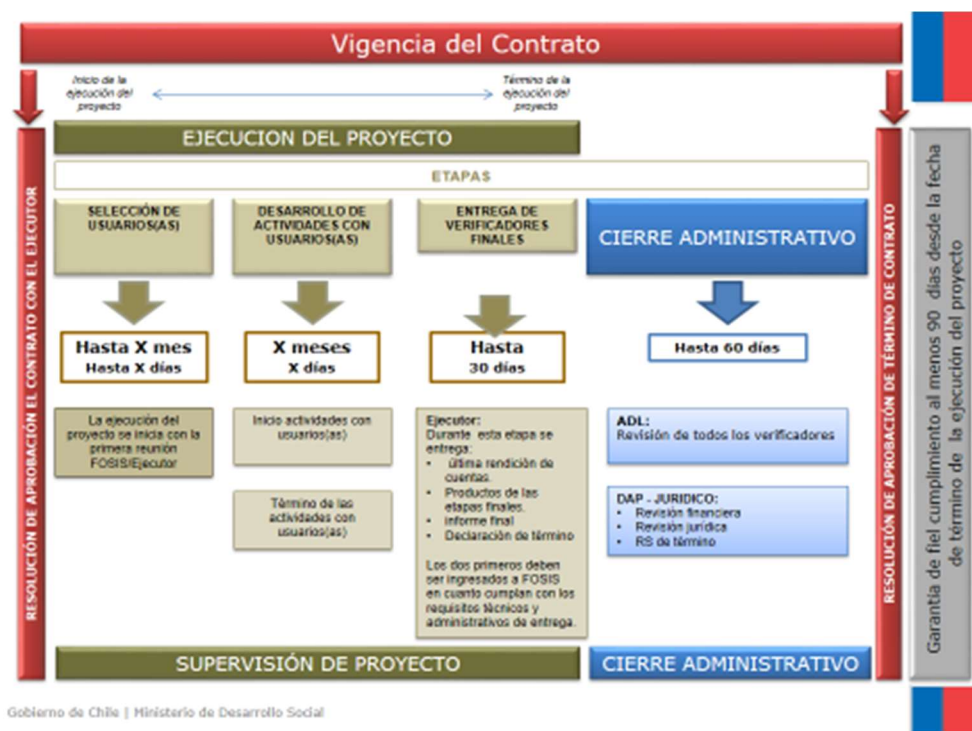 Vigencia del Contrato
Inicio de la
ejecución del
proyecto
Término de la
ejecución del
proyecto
EJECUCION DEL PROYECTO
ETAPAS
RESOLUCIÓN DE APROBACIÓN EL CONTRATO CON EL EJECUTOR
SELECCIÓN DE
USUARIOS(AS)
DESARROLLO DE
ACTIVIDADES CON
USUARIOS(AS)
ENTREGA DE
VERIFICADORES
FINALES
CIERRE ADMINISTRATIVO
Hasta X mes
Hasta X días
X meses
X días
Hasta
30 días
Hasta 60 días
La ejecución del
proyecto se inicia con la
primera reunión
FOSIS/Ejecutor
Inicio actividades con
usuarios(as)
Término de las
actividades con
usuarios(as)
Ejecutor:
Durante esta etapa se
entrega:
• última rendición de
cuentas.
• Productos de las
etapas finales.
• informe final
• Declaración de término
Los dos primeros deben
ser ingresados a FOSIS
en cuanto cumplan con los
requisitos técnicos y
administrativos de entrega.
ADL:
Revisión de todos los verificadores
DAP - JURIDICO:
• Revisión financiera
• Revisión jurídica
• RS de término
RESOLUCIÓN DE APROBACIÓN DE TÉRMINO DE CONTRATO
Garantía de fiel cumplimiento al menos 90 días desde la fecha
de término de la ejecución del proyecto
SUPERVISIÓN DE PROYECTO
CIERRE ADMINISTRATIVO
Gobierno de Chile | Ministerio de Desarrollo Social